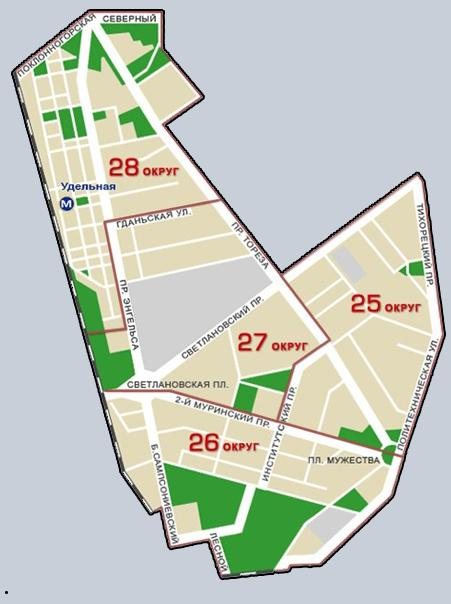 ПОКЛОННОГОРСКАЯ
СЕВЕРНЫЙ
28 ОКРУГ
Удельная
М
ГДАНЬСКАЯ УЛ.
ПР. ТОРЕЗА
ТИХОРЕЦКИЙ ПР.
ПР. ЭНГЕЛЬСА
СВЕТЛАНОВСКИЙ ПР.
25 ОКРУГ
27 ОКРУГ
СВЕТЛАНОВСКАЯ ПЛ.
2-Й МУРИНСКИЙ ПР.
ИНСТИТУТСКИЙ ПР.
ПОЛИТЕХНИЧЕСКАЯ УЛ.
26 ОКРУГ
ПЛ. МУЖЕСТВА
Б.САМПСОНИЕВСКИЙ
ЛЕСНОЙ